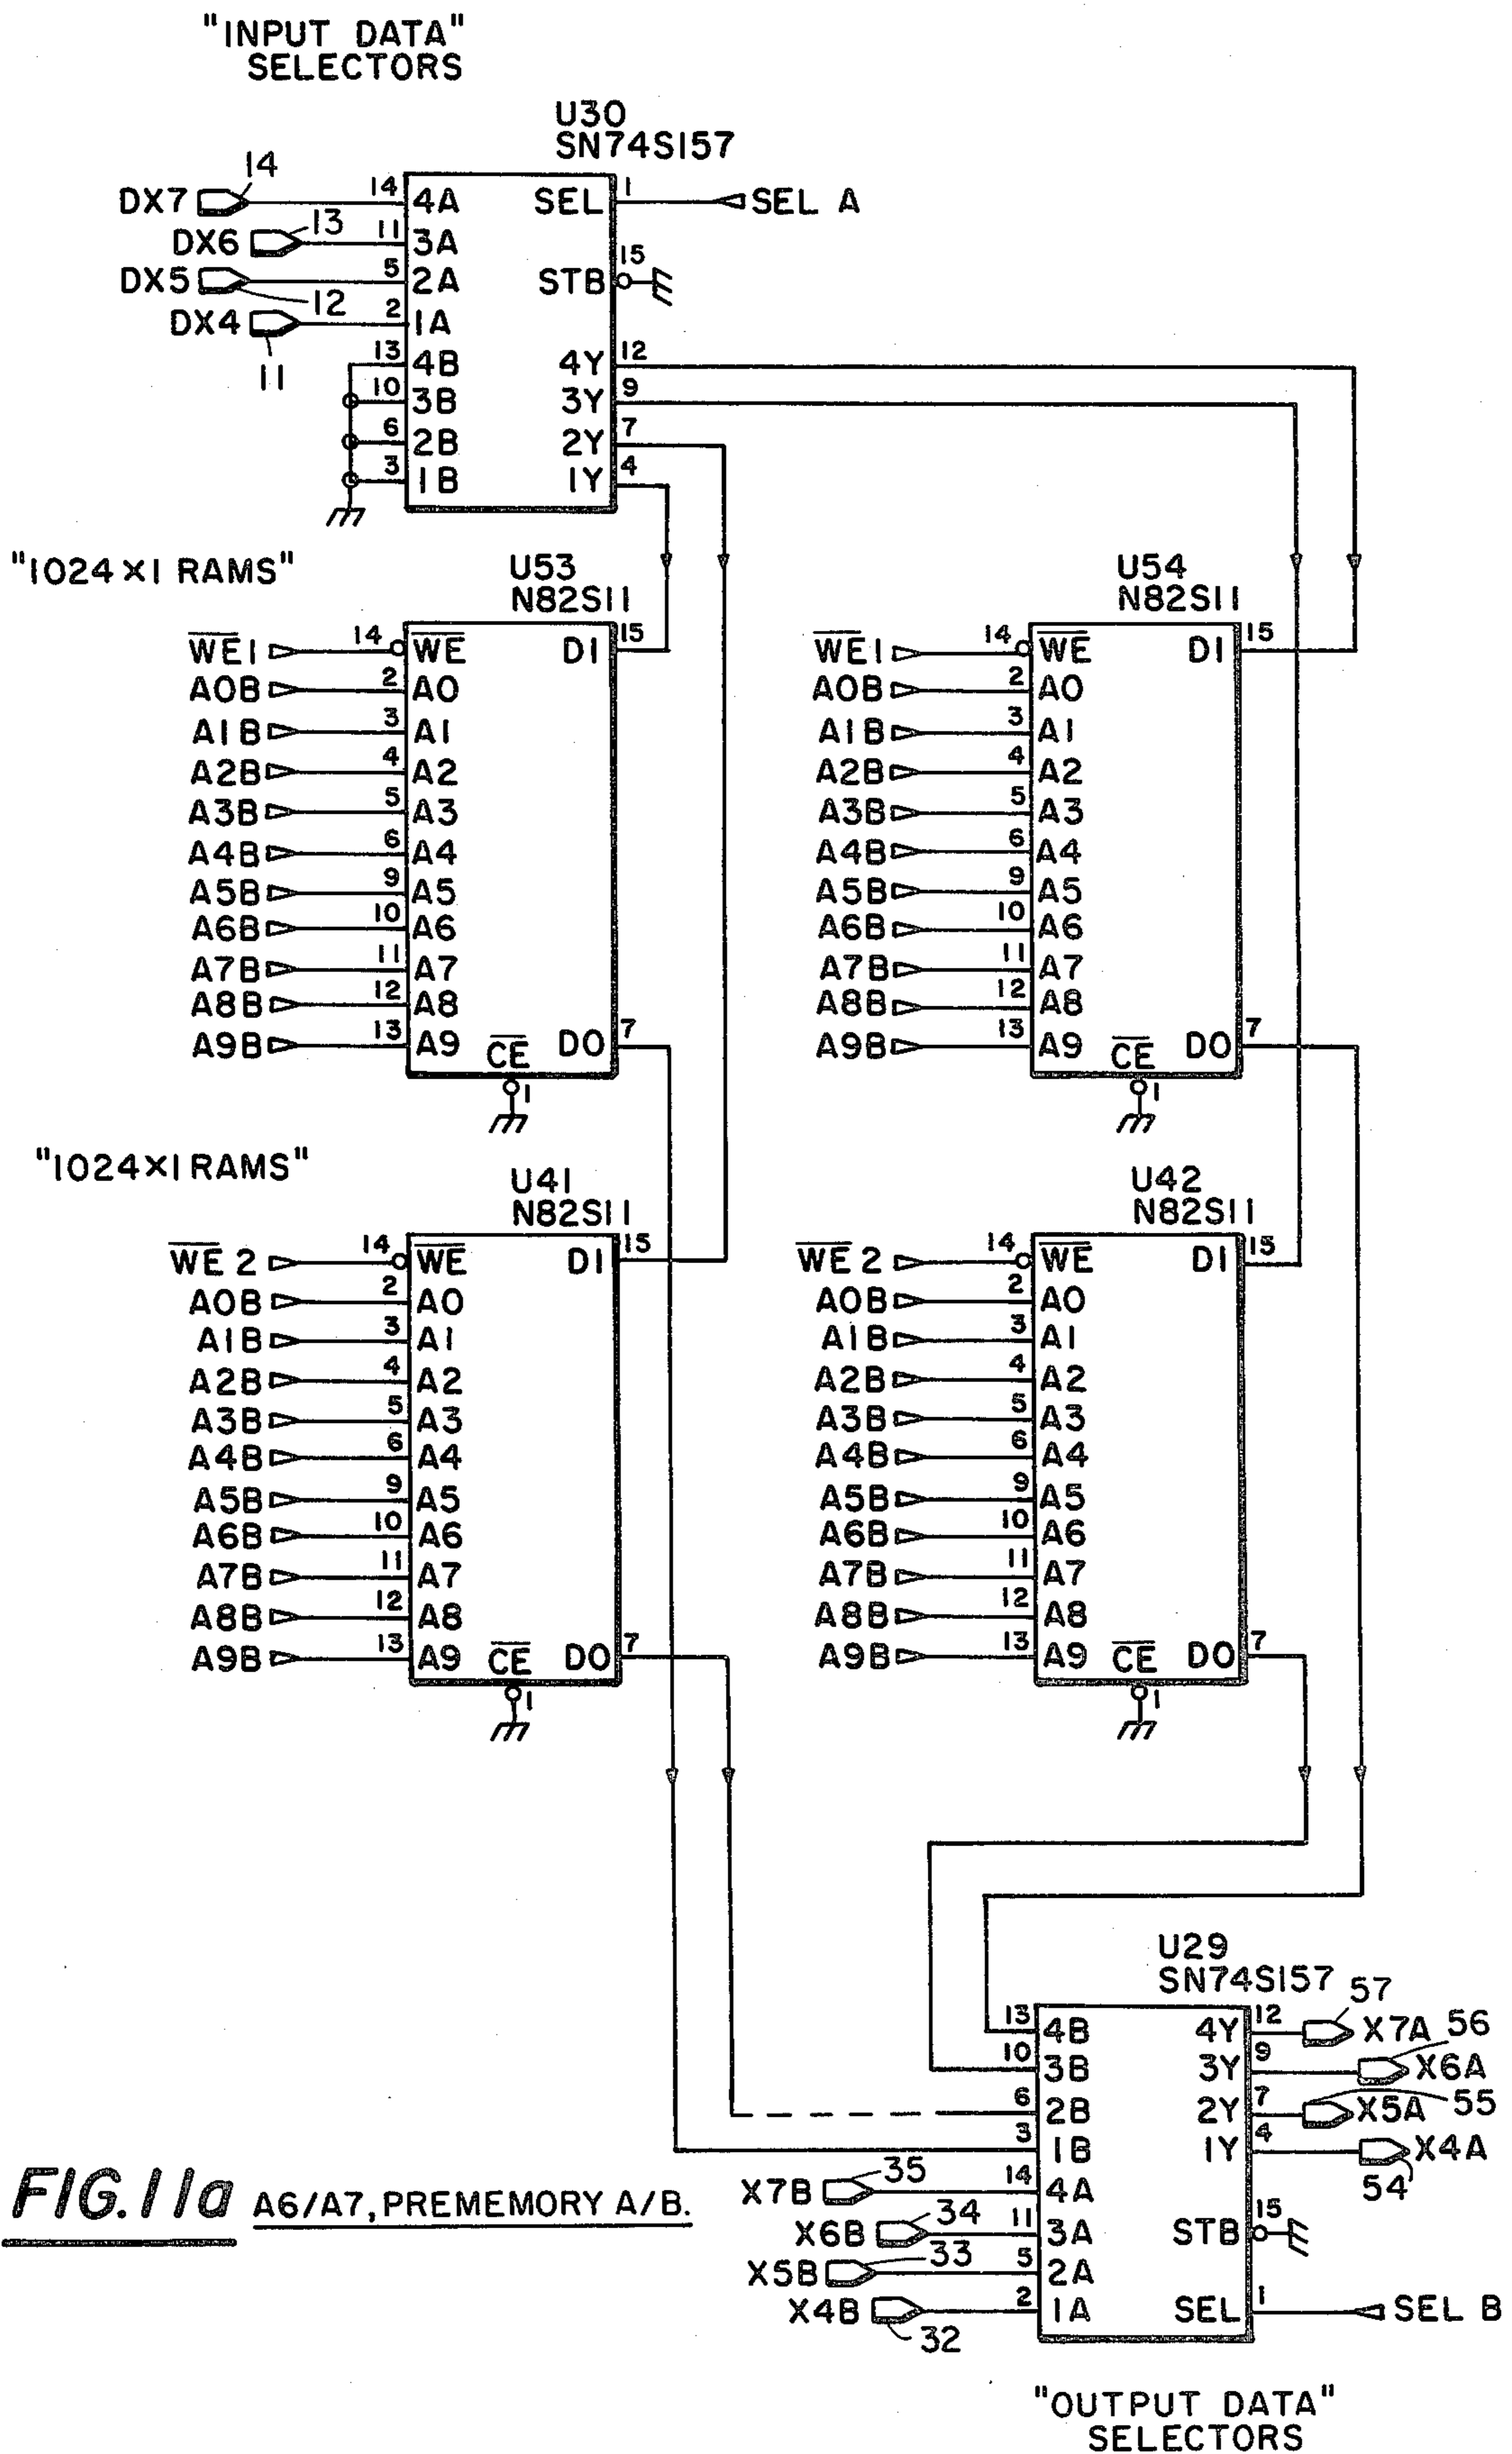 "INPUT DATA"
SELECTORS
U30
SN74S157
DX7 14 14 4A SEL 1 SEL A
DX6 13 11 3A
DX5 12 5 2A STB 15
DX4 11 2 1A
13 4B 4Y 12
10 3B 3Y 9
6 2B 2Y 7
3 1B 1Y 4
"1024×1 RAMS"
U53
N82S11
WE1 14 WE DI 15
A0B 2 A0
A1B 3 A1
A2B 4 A2
A3B 5 A3
A4B 6 A4
A5B 9 A5
A6B 10 A6
A7B 11 A7
A8B 12 A8
A9B 13 A9 CE DO 7
1
U54
N82S11
WE1 14 WE DI 15
A0B 2 A0
A1B 3 A1
A2B 4 A2
A3B 5 A3
A4B 6 A4
A5B 9 A5
A6B 10 A6
A7B 11 A7
A8B 12 A8
A9B 13 A9 CE DO 7
1
"1024×1 RAMS"
U41
N82S11
WE 2 14 WE DI 15
A0B 2 A0
A1B 3 A1
A2B 4 A2
A3B 5 A3
A4B 6 A4
A5B 9 A5
A6B 10 A6
A7B 11 A7
A8B 12 A8
A9B 13 A9 CE DO 7
1
U42
N82S11
WE 2 14 WE DI 15
A0B 2 A0
A1B 3 A1
A2B 4 A2
A3B 5 A3
A4B 6 A4
A5B 9 A5
A6B 10 A6
A7B 11 A7
A8B 12 A8
A9B 13 A9 CE DO 7
1
U29
SN74S157
13 4B 4Y 12 57 X7A
10 3B 3Y 9 56 X6A
6 2B 2Y 7 X5A 55
3 1B 1Y 4 X4A 54
X7B 35 14 4A
X6B 34 11 3A STB 15
X5B 33 5 2A
X4B 32 2 1A SEL 1 SEL B
"OUTPUT DATA"
SELECTORS
FIG.11a A6/A7, PREMEMORY A/B.